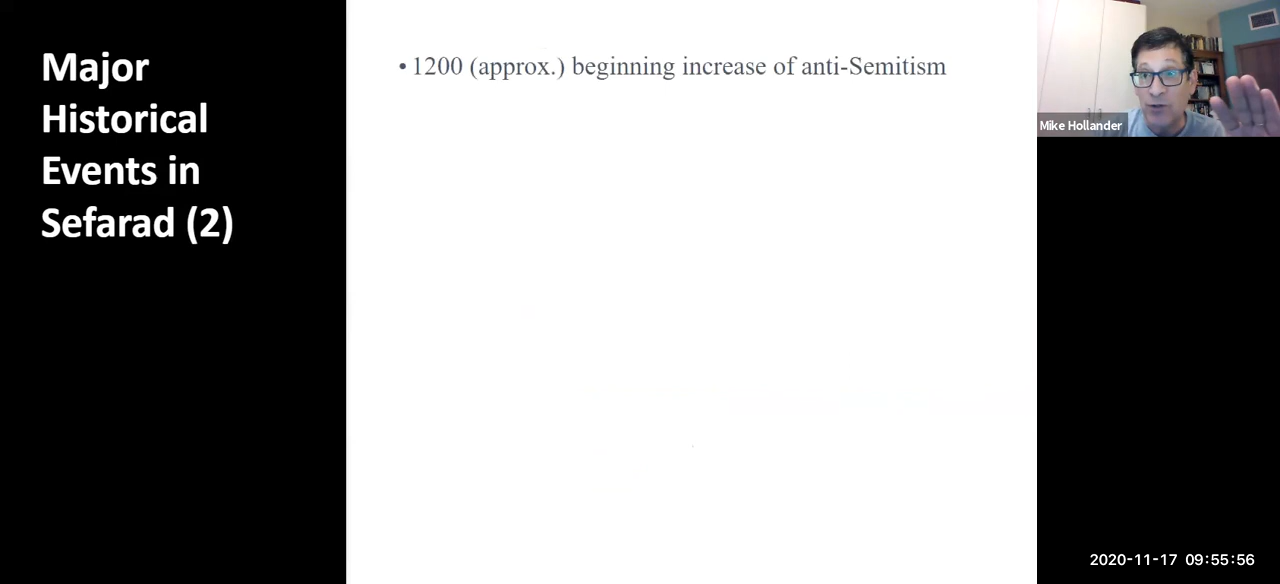 Major
Historical
Events in
Sefarad (2)
• 1200 (approx.) beginning increase of anti-Semitism
Mike Hollander
2020-11-17 09:55:56